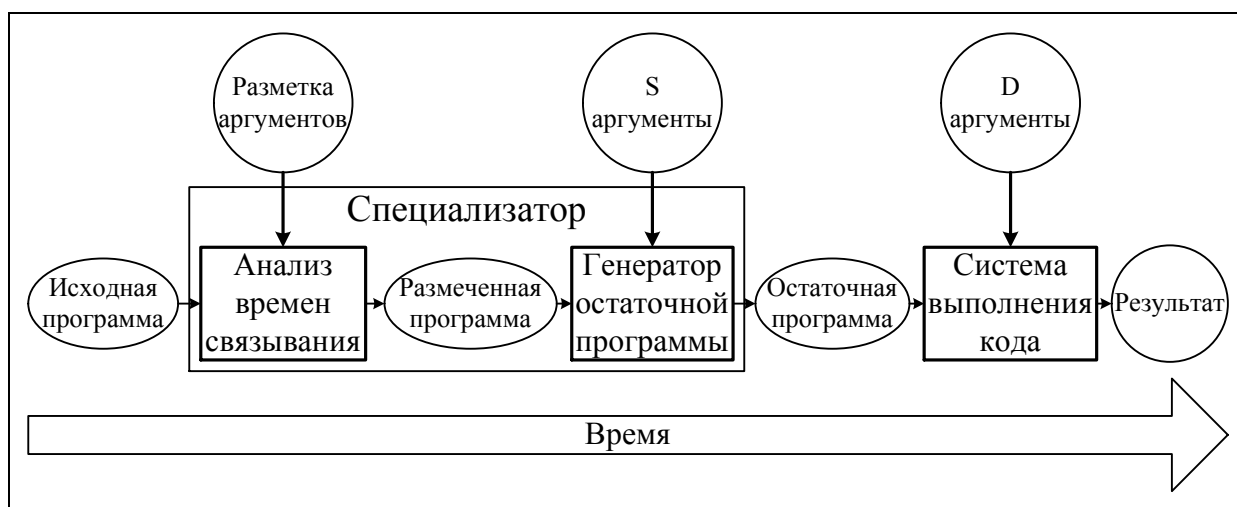 Разметка
аргументов
S
аргументы
D
аргументы
Специализатор
Исходная
программа
Анализ
времен
связывания
Размеченная
программа
Генератор
остаточной
программы
Остаточная
программа
Система
выполнения
кода
Результат
Время